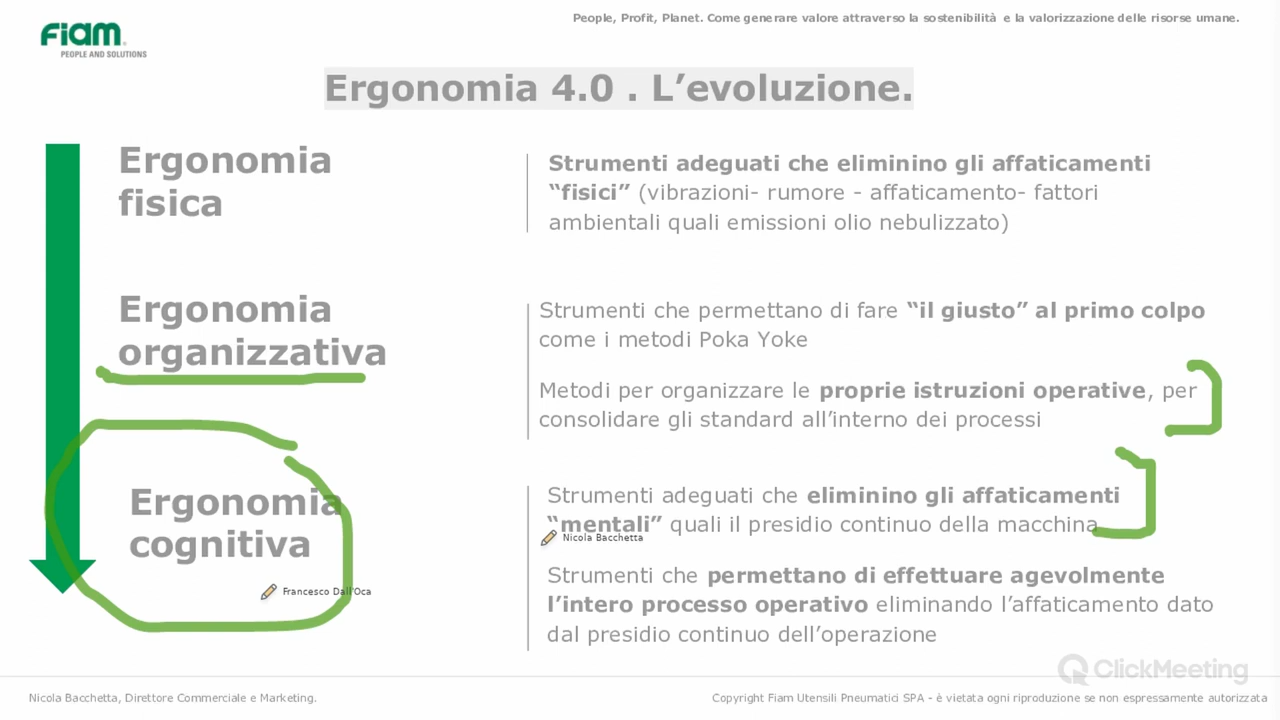 People, Profit, Planet. Come generare valore attraverso la sostenibilità e la valorizzazione delle risorse umane.
Fiam
PEOPLE AND SOLUTIONS
Ergonomia 4.0 . L’evoluzione.
Ergonomia
fisica
Strumenti adeguati che eliminino gli affaticamenti
“fisici” (vibrazioni- rumore - affaticamento- fattori
ambientali quali emissioni olio nebulizzato)
Ergonomia
organizzativa
Strumenti che permettano di fare “il giusto” al primo colpo
come i metodi Poka Yoke
Metodi per organizzare le proprie istruzioni operative, per
consolidare gli standard all’interno dei processi
Ergonomia
cognitiva
Strumenti adeguati che eliminino gli affaticamenti
“mentali” quali il presidio continuo della macchina
Nicola Bacchetta
Francesco Dall'Oca
Strumenti che permettano di effettuare agevolmente
l’intero processo operativo eliminando l’affaticamento dato
dal presidio continuo dell’operazione
ClickMeeting
Nicola Bacchetta, Direttore Commerciale e Marketing.
Copyright Fiam Utensili Pneumatici SPA - è vietata ogni riproduzione se non espressamente autorizzata